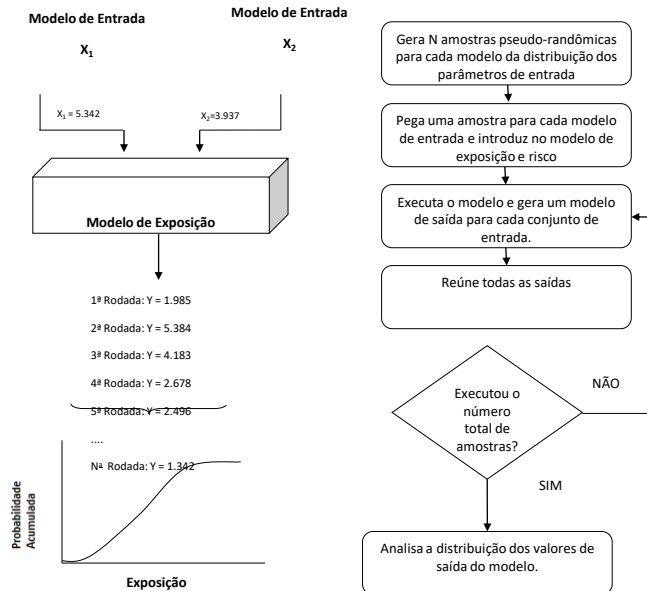 Modelo de Entrada
X1
Modelo de Entrada
X2
X1 = 5.342
X2=3.937
Modelo de Exposição
1ª Rodada: Y = 1.985
2ª Rodada: Y = 5.384
3ª Rodada: Y = 4.183
4ª Rodada: Y = 2.678
5ª Rodada: Y = 2.496
....
Nª Rodada: Y = 1.342
Probabilidade
Acumulada
Exposição
Gera N amostras pseudo-randômicas
para cada modelo da distribuição dos
parâmetros de entrada
Pega uma amostra para cada modelo
de entrada e introduz no modelo de
exposição e risco
Executa o modelo e gera um modelo
de saída para cada conjunto de
entrada.
Reúne todas as saídas
Executou o
número
total de
amostras?
NÃO
SIM
Analisa a distribuição dos valores de
saída do modelo.